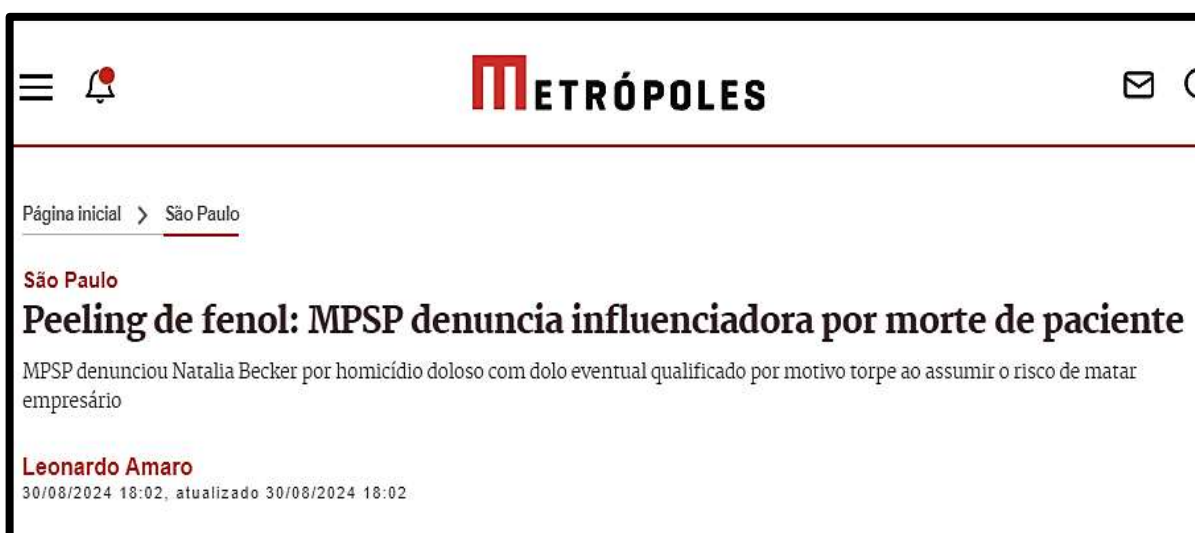 METRÓPOLES
Página inicial > São Paulo
São Paulo
Peeling de fenol: MPSP denuncia influenciadora por morte de paciente
MPSP denunciou Natalia Becker por homicídio doloso com dolo eventual qualificado por motivo torpe ao assumir o risco de matar
empresário
Leonardo Amaro
30/08/2024 18:02, atualizado 30/08/2024 18:02